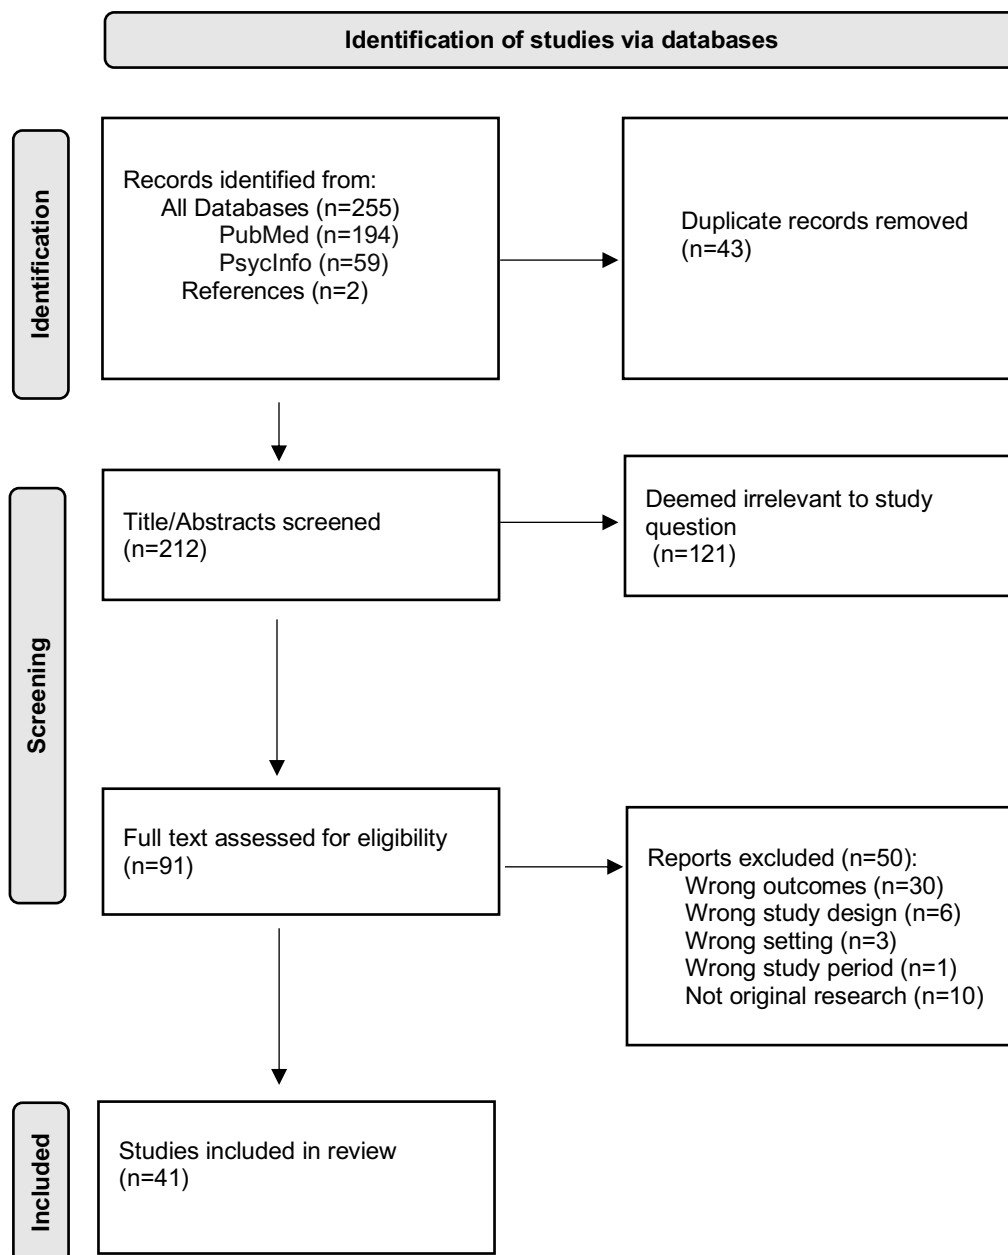 Identification of studies via databases
Identification
Records identified from:
All Databases (n=255)
PubMed (n=194)
PsycInfo (n=59)
References (n=2)
Duplicate records removed
(n=43)
Screening
Title/Abstracts screened
(n=212)
Deemed irrelevant to study
question
(n=121)
Full text assessed for eligibility
(n=91)
Reports excluded (n=50):
Wrong outcomes (n=30)
Wrong study design (n=6)
Wrong setting (n=3)
Wrong study period (n=1)
Not original research (n=10)
Included
Studies included in review
(n=41)